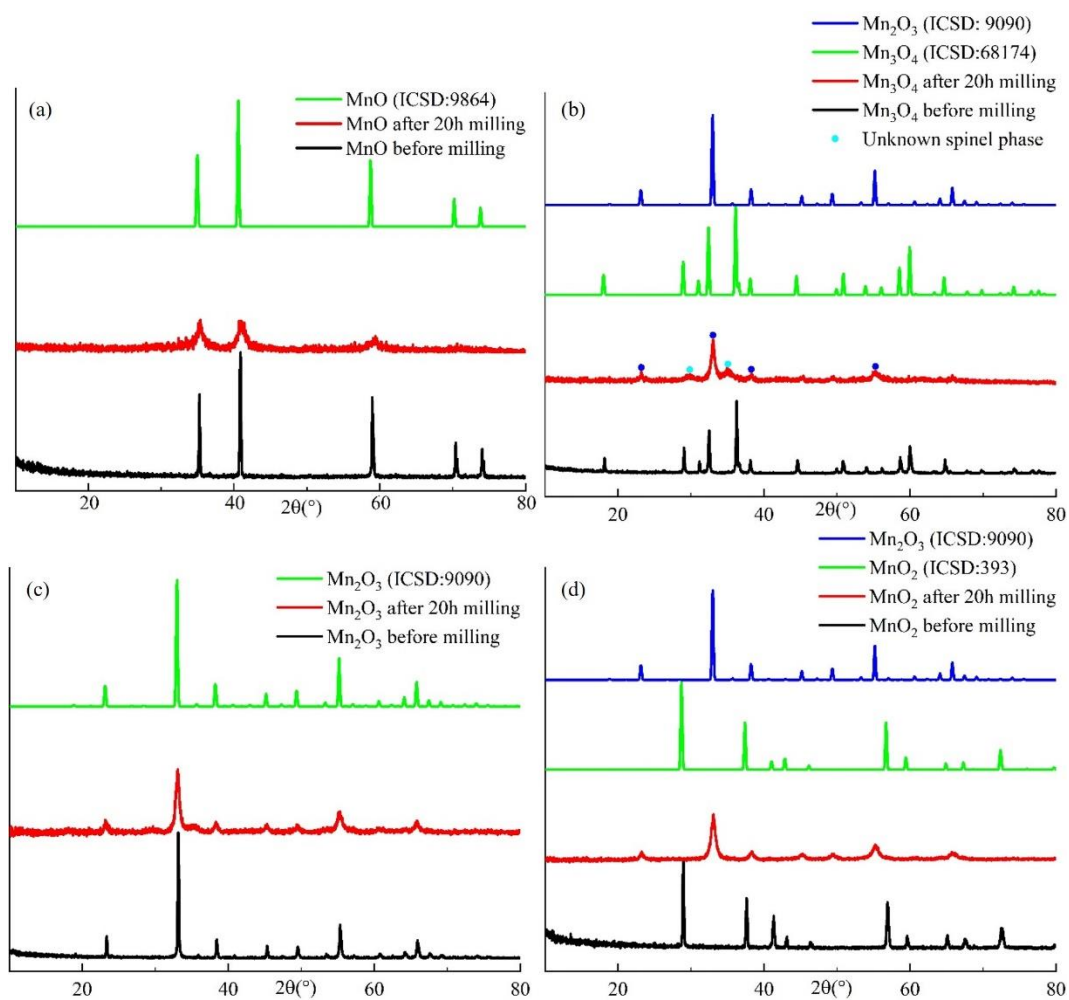 (a)
MnO (ICSD:9864)
MnO after 20h milling
MnO before milling
20
40
60
80
2θ(°)
(b)
Mn₂O₃ (ICSD: 9090)
Mn₃O₄ (ICSD:68174)
Mn₃O₄ after 20h milling
Mn₃O₄ before milling
Unknown spinel phase
20
40
60
80
2θ(°)
(c)
Mn₂O₃ (ICSD:9090)
Mn₂O₃ after 20h milling
Mn₂O₃ before milling
20
40
60
80
2θ(°)
(d)
Mn₂O₃ (ICSD:9090)
MnO₂ (ICSD:393)
MnO₂ after 20h milling
MnO₂ before milling
20
40
60
80
2θ(°)